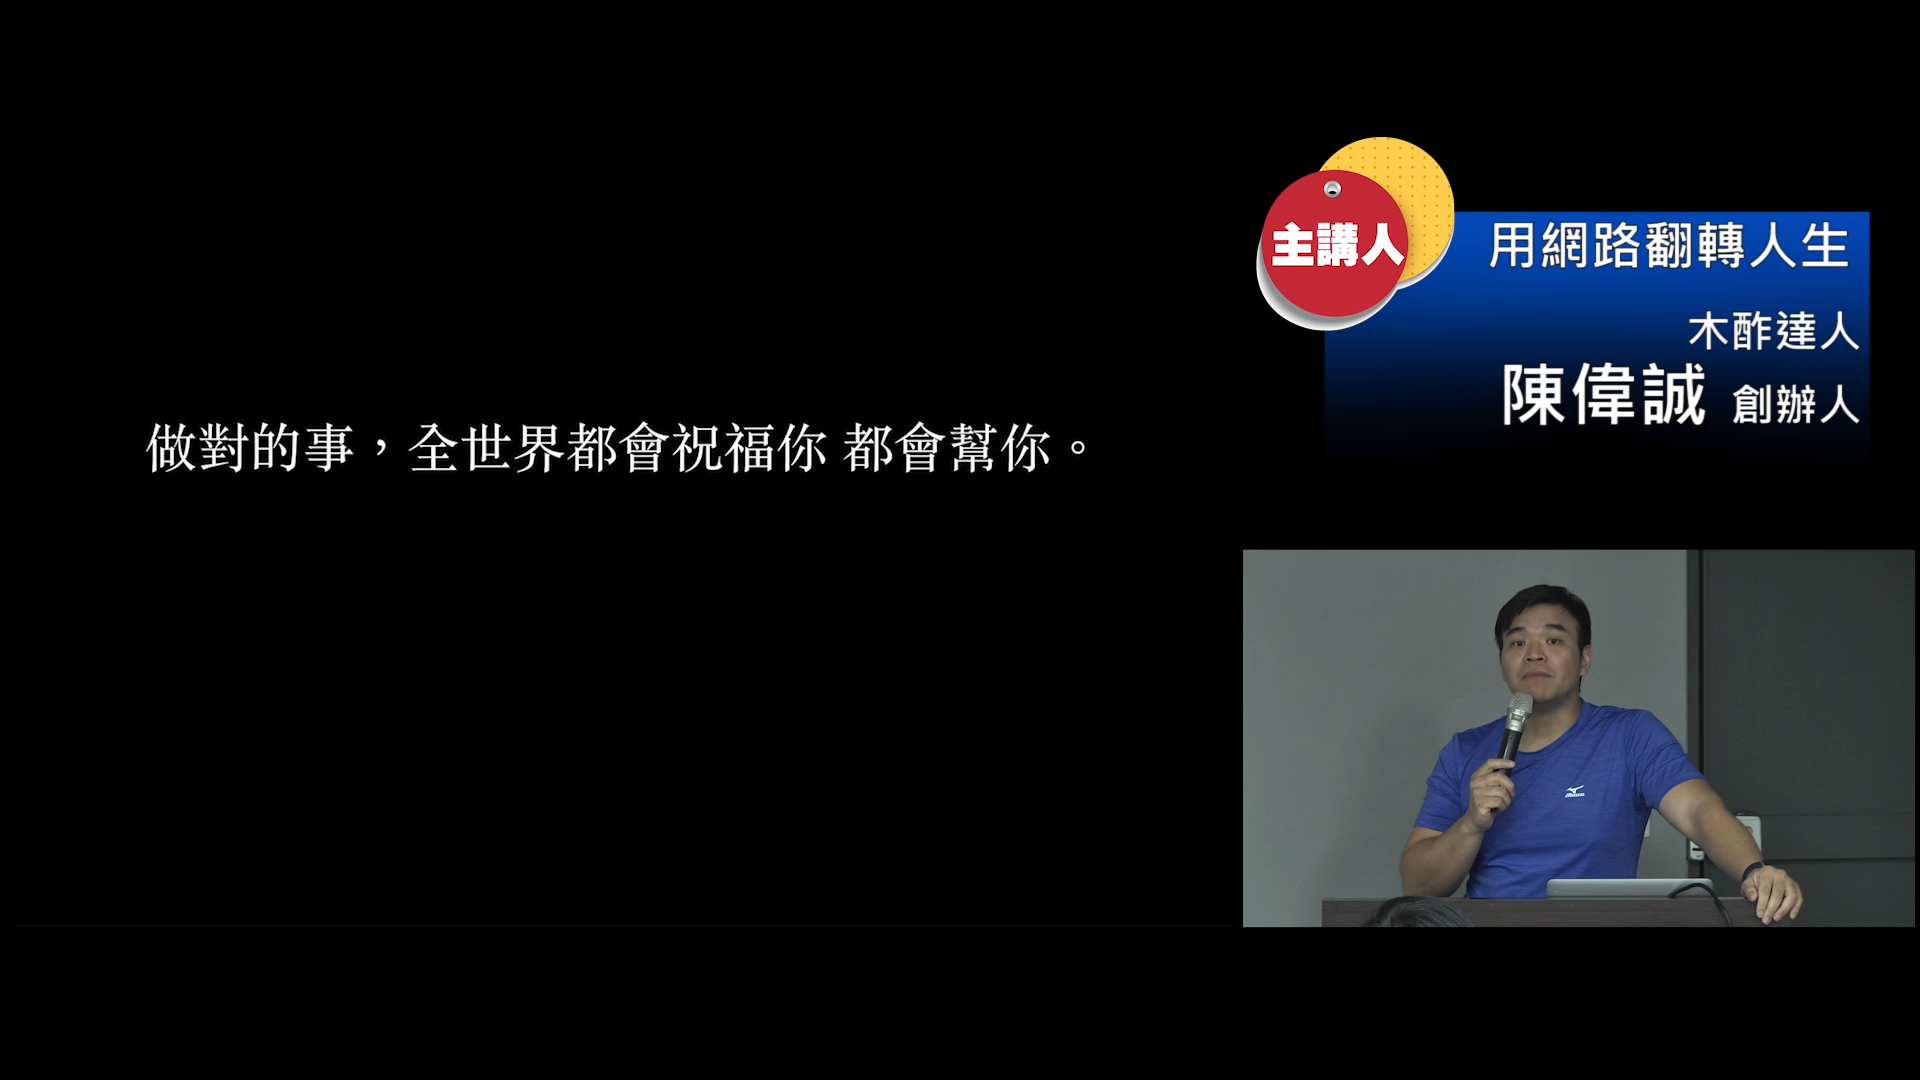 做對的事，全世界都會祝福你 都會幫你。
主講人
用網路翻轉人生
木酢達人
陳偉誠 創辦人